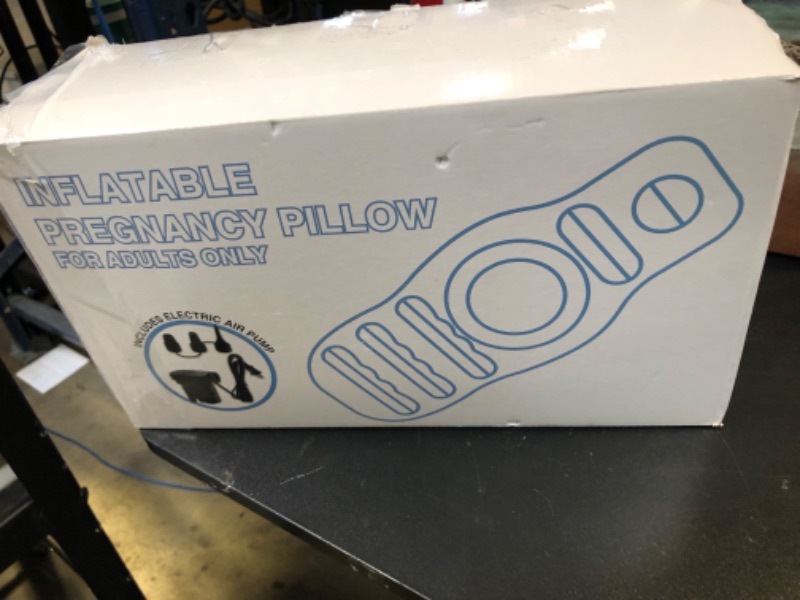 INFLATABLE
PREGNANCY PILLOW
FOR ADULTS ONLY
INCLUDES ELECTRIC AIR PUMP